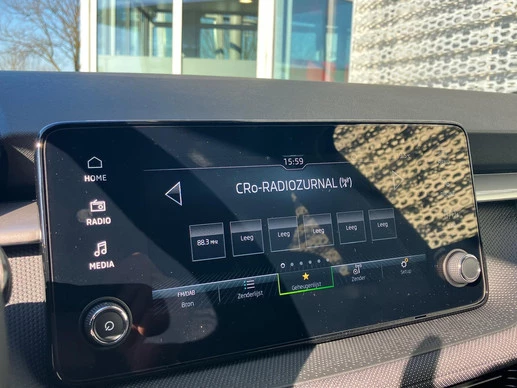 15:59
HOME
CRo-RADIOZURNAL
RADIO
88.3 MHz Leeg Leeg Leeg Leeg Leeg
MEDIA
FM/DAB
Bron Zenderlijst Geheugenlijst Zender Setup